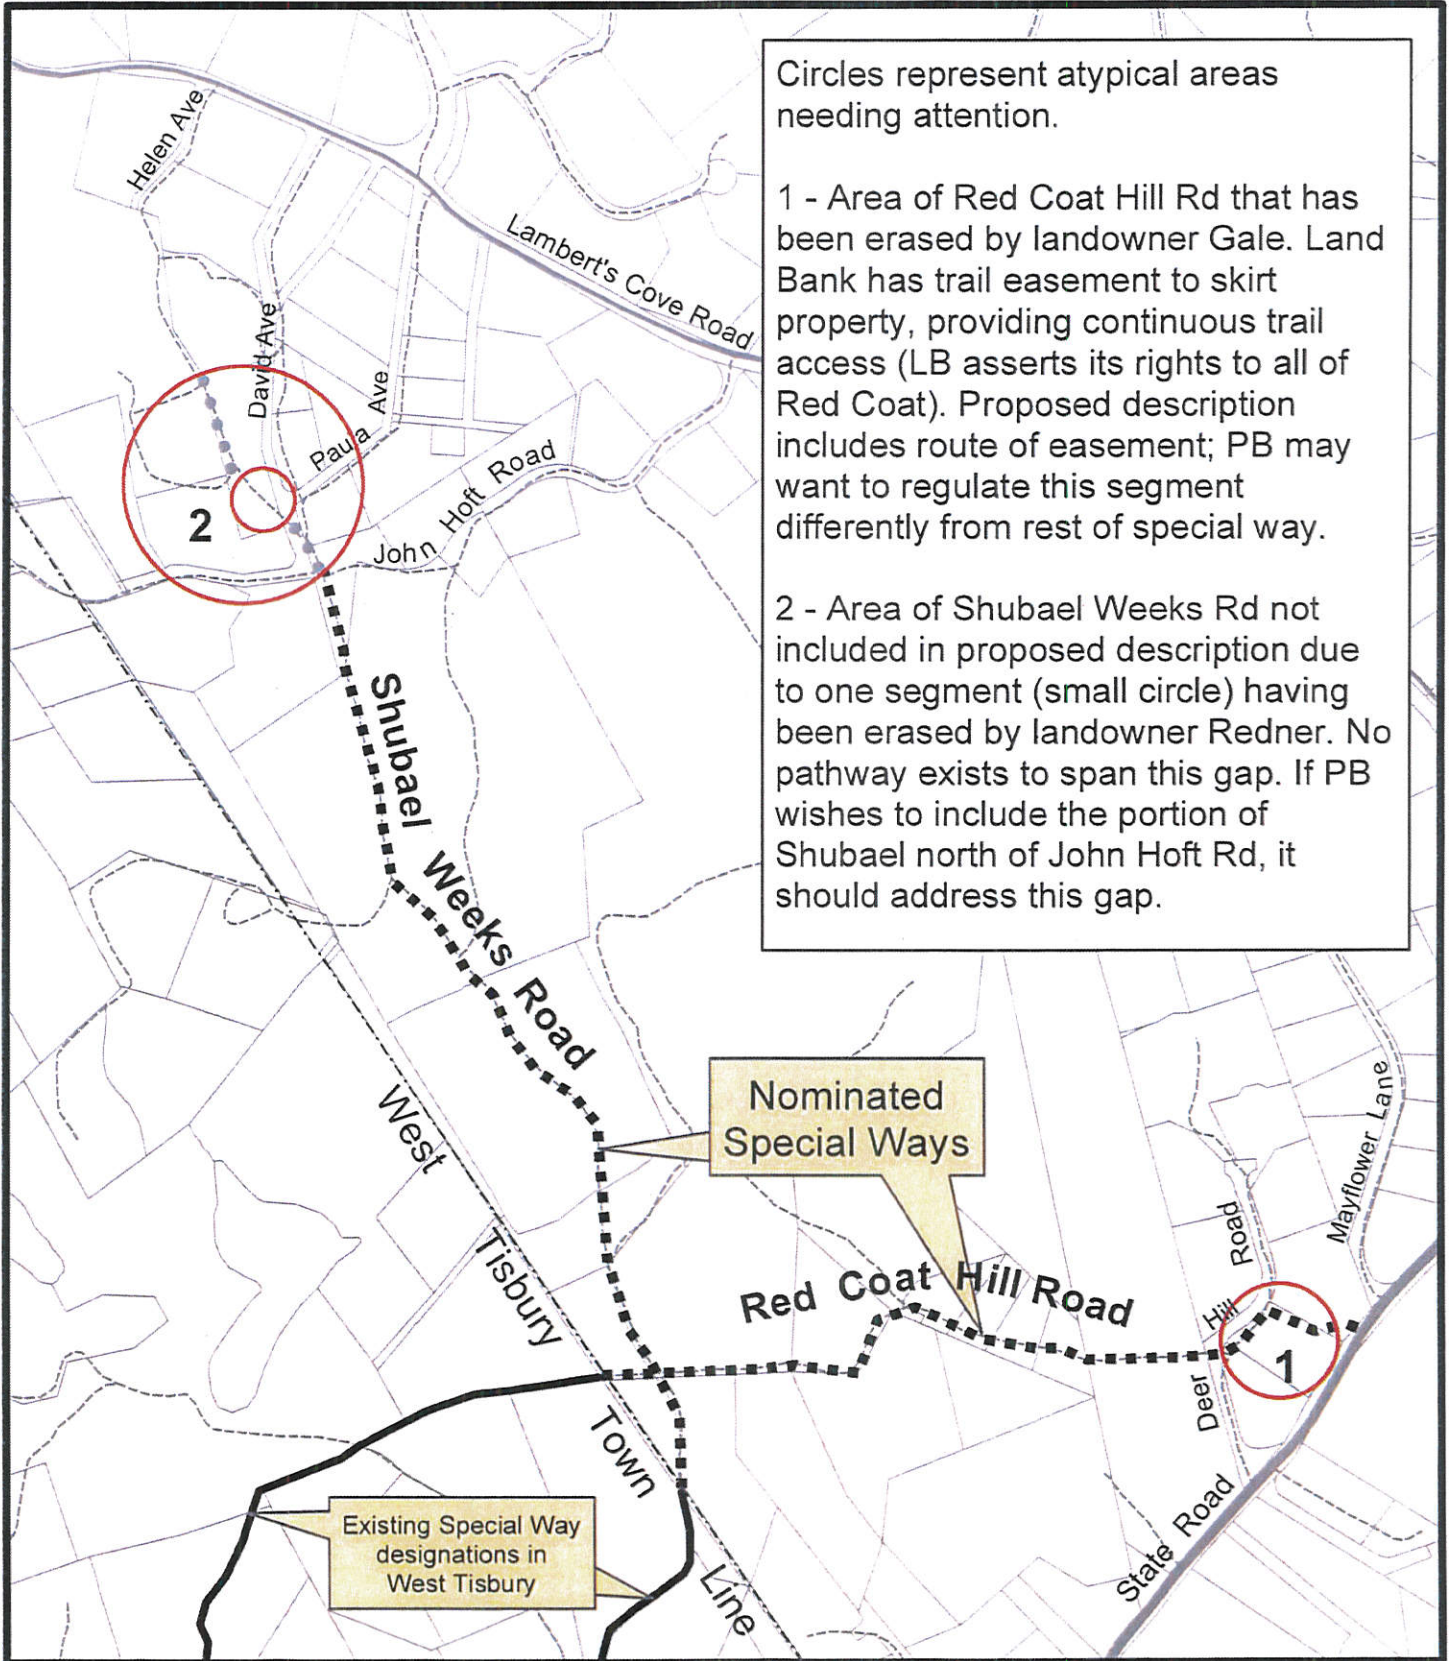 Circles represent atypical areas
needing attention.
1 - Area of Red Coat Hill Rd that has
been erased by landowner Gale. Land
Bank has trail easement to skirt
property, providing continuous trail
access (LB asserts its rights to all of
Red Coat). Proposed description
includes route of easement; PB may
want to regulate this segment
differently from rest of special way.
2 - Area of Shubael Weeks Rd not
included in proposed description due
to one segment (small circle) having
been erased by landowner Redner. No
pathway exists to span this gap. If PB
wishes to include the portion of
Shubael north of John Hoft Rd, it
should address this gap.
Helen Ave
Lambert's Cove Road
David Ave
Paula Ave
John Hoft Road
2
Shubael Weeks Road
Nominated
Special Ways
West Tisbury Town Line
Red Coat Hill Road
Deer Hill Road
Mayflower Lane
1
State Road
Existing Special Way
designations in
West Tisbury